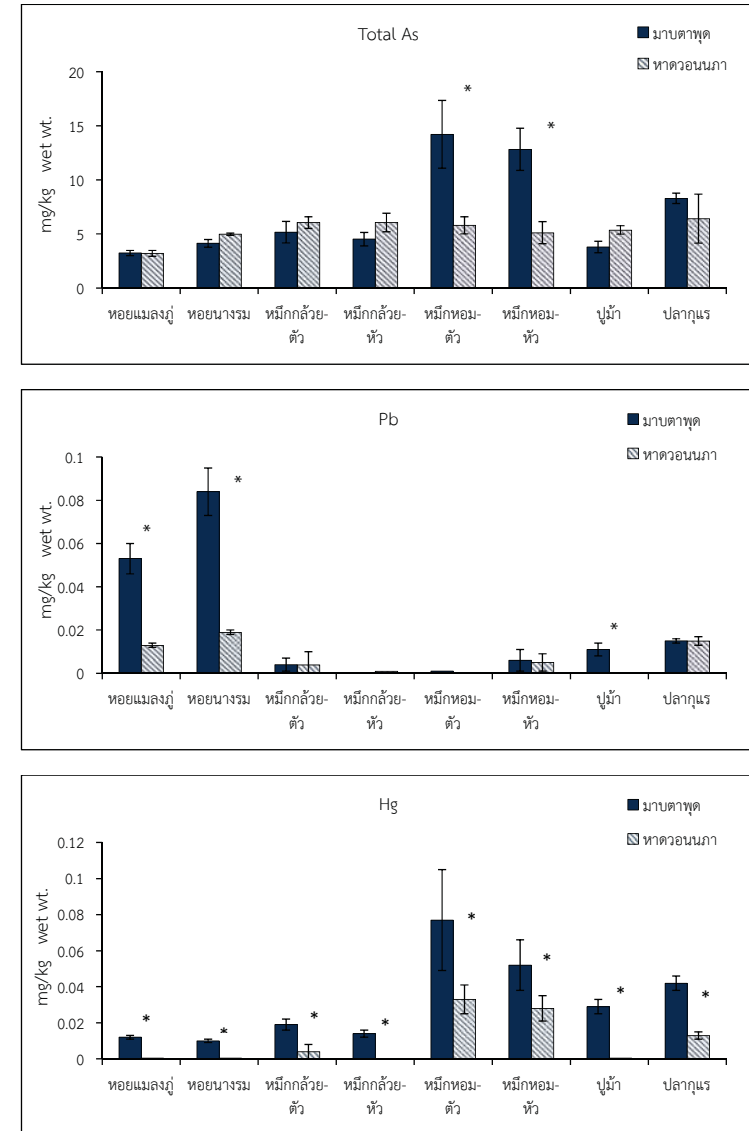 Total As
มาบตาพุด
หาดวอนนภา
mg/kg wet wt.
20
15
10
5
0
*
*
หอยแมลงภู่ หอยนางรม หมึกกล้วย- หมึกกล้วย- หมึกหอม- หมึกหอม- ปูม้า ปลากุแร
ตัว หัว ตัว หัว
Pb
มาบตาพุด
หาดวอนนภา
mg/kg wet wt.
0.1
0.08
0.06
0.04
0.02
0
*
*
*
หอยแมลงภู่ หอยนางรม หมึกกล้วย- หมึกกล้วย- หมึกหอม- หมึกหอม- ปูม้า ปลากุแร
ตัว หัว ตัว หัว
Hg
มาบตาพุด
หาดวอนนภา
mg/kg wet wt.
0.12
0.1
0.08
0.06
0.04
0.02
0
*
*
*
*
*
*
*
*
หอยแมลงภู่ หอยนางรม หมึกกล้วย- หมึกกล้วย- หมึกหอม- หมึกหอม- ปูม้า ปลากุแร
ตัว หัว ตัว หัว